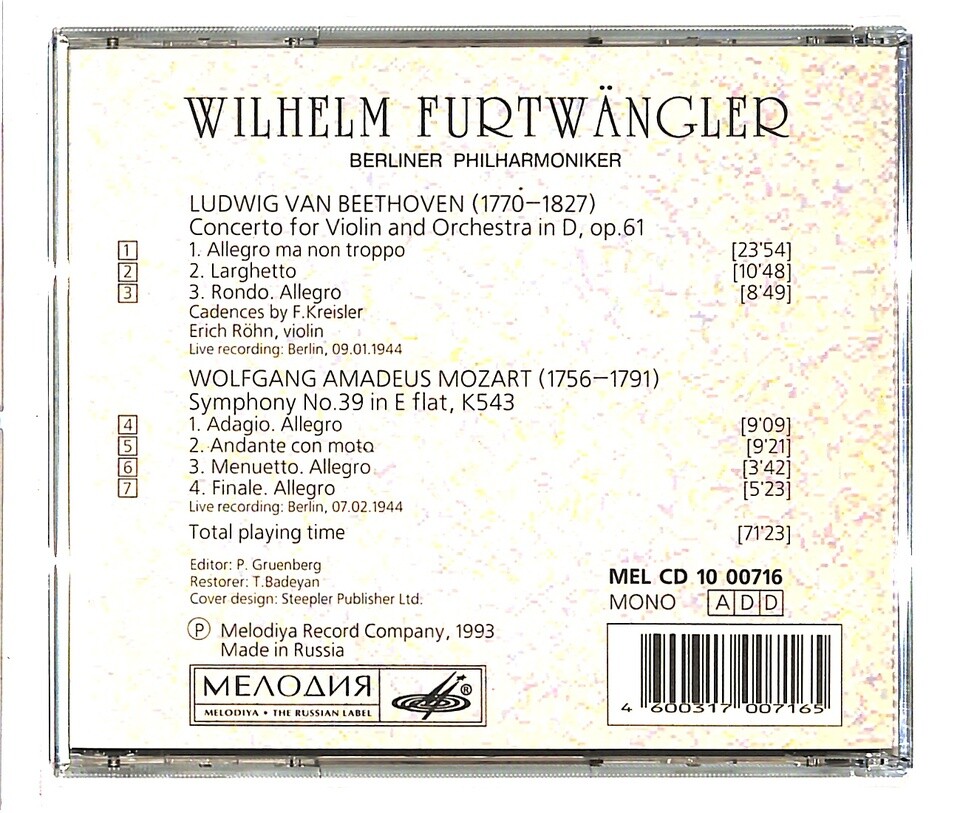 WILHELM FURTWÄNGLER
BERLINER PHILHARMONIKER
LUDWIG VAN BEETHOVEN (1770–1827)
Concerto for Violin and Orchestra in D, op.61
1 1. Allegro ma non troppo [23'54]
2 2. Larghetto [10'48]
3 3. Rondo. Allegro [8'49]
Cadences by F.Kreisler
Erich Röhn, violin
Live recording: Berlin, 09.01.1944
WOLFGANG AMADEUS MOZART (1756–1791)
Symphony No.39 in E flat, K543
4 1. Adagio. Allegro [9'09]
5 2. Andante con moto [9'21]
6 3. Menuetto. Allegro [3'42]
7 4. Finale. Allegro [5'23]
Live recording: Berlin, 07.02.1944
Total playing time [71'23]
Editor: P. Gruenberg
Restorer: T.Badeyan
Cover design: Steepler Publisher Ltd.
MEL CD 10 00716
MONO ADD
℗ Melodiya Record Company, 1993
Made in Russia
МЕЛОДИЯ ®
MELODIYA • THE RUSSIAN LABEL
4 600317 007165